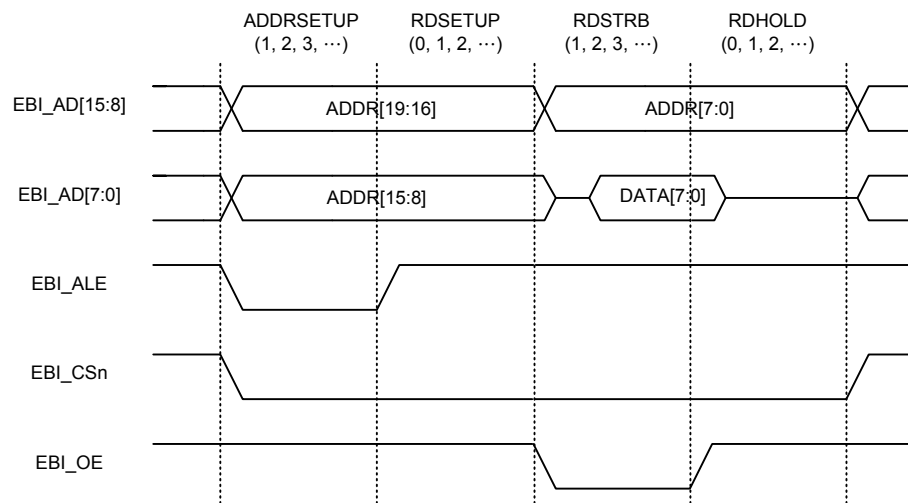 ADDRSETUP RDSETUP RDSTRB RDHOLD
(1, 2, 3, ⋯) (0, 1, 2, ⋯) (1, 2, 3, ⋯) (0, 1, 2, ⋯)
EBI_AD[15:8] ADDR[19:16] ADDR[7:0]
EBI_AD[7:0] ADDR[15:8] DATA[7:0]
EBI_ALE
EBI_CSn
EBI_OE